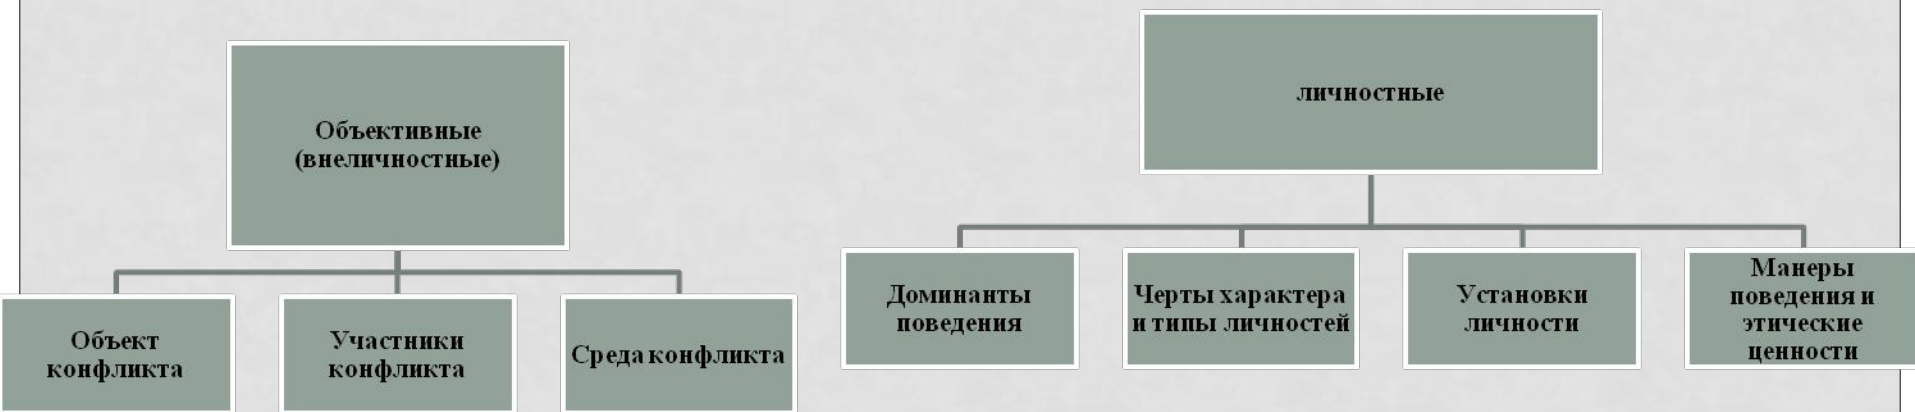 Объективные
(внеличностные)
Объект
конфликта
Участники
конфликта
Среда конфликта
личностные
Доминанты
поведения
Черты характера
и типы личностей
Установки
личности
Манеры
поведения и
этические
ценности